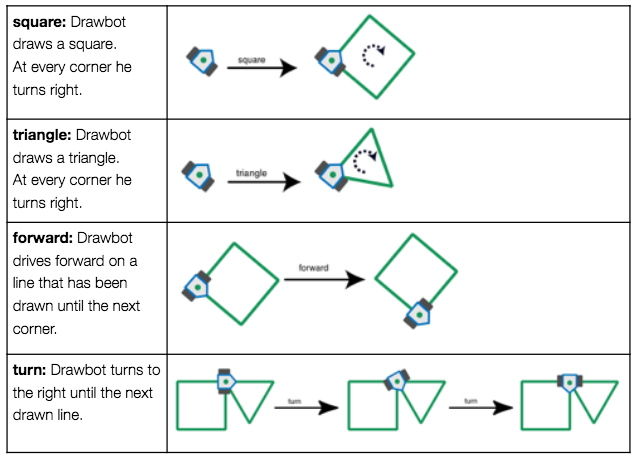 square: Drawbot
draws a square.
At every corner he
turns right.
square
triangle: Drawbot
draws a triangle.
At every corner he
turns right.
triangle
forward: Drawbot
drives forward on a
line that has been
drawn until the next
corner.
forward
turn: Drawbot turns to
the right until the next
drawn line.
turn
turn